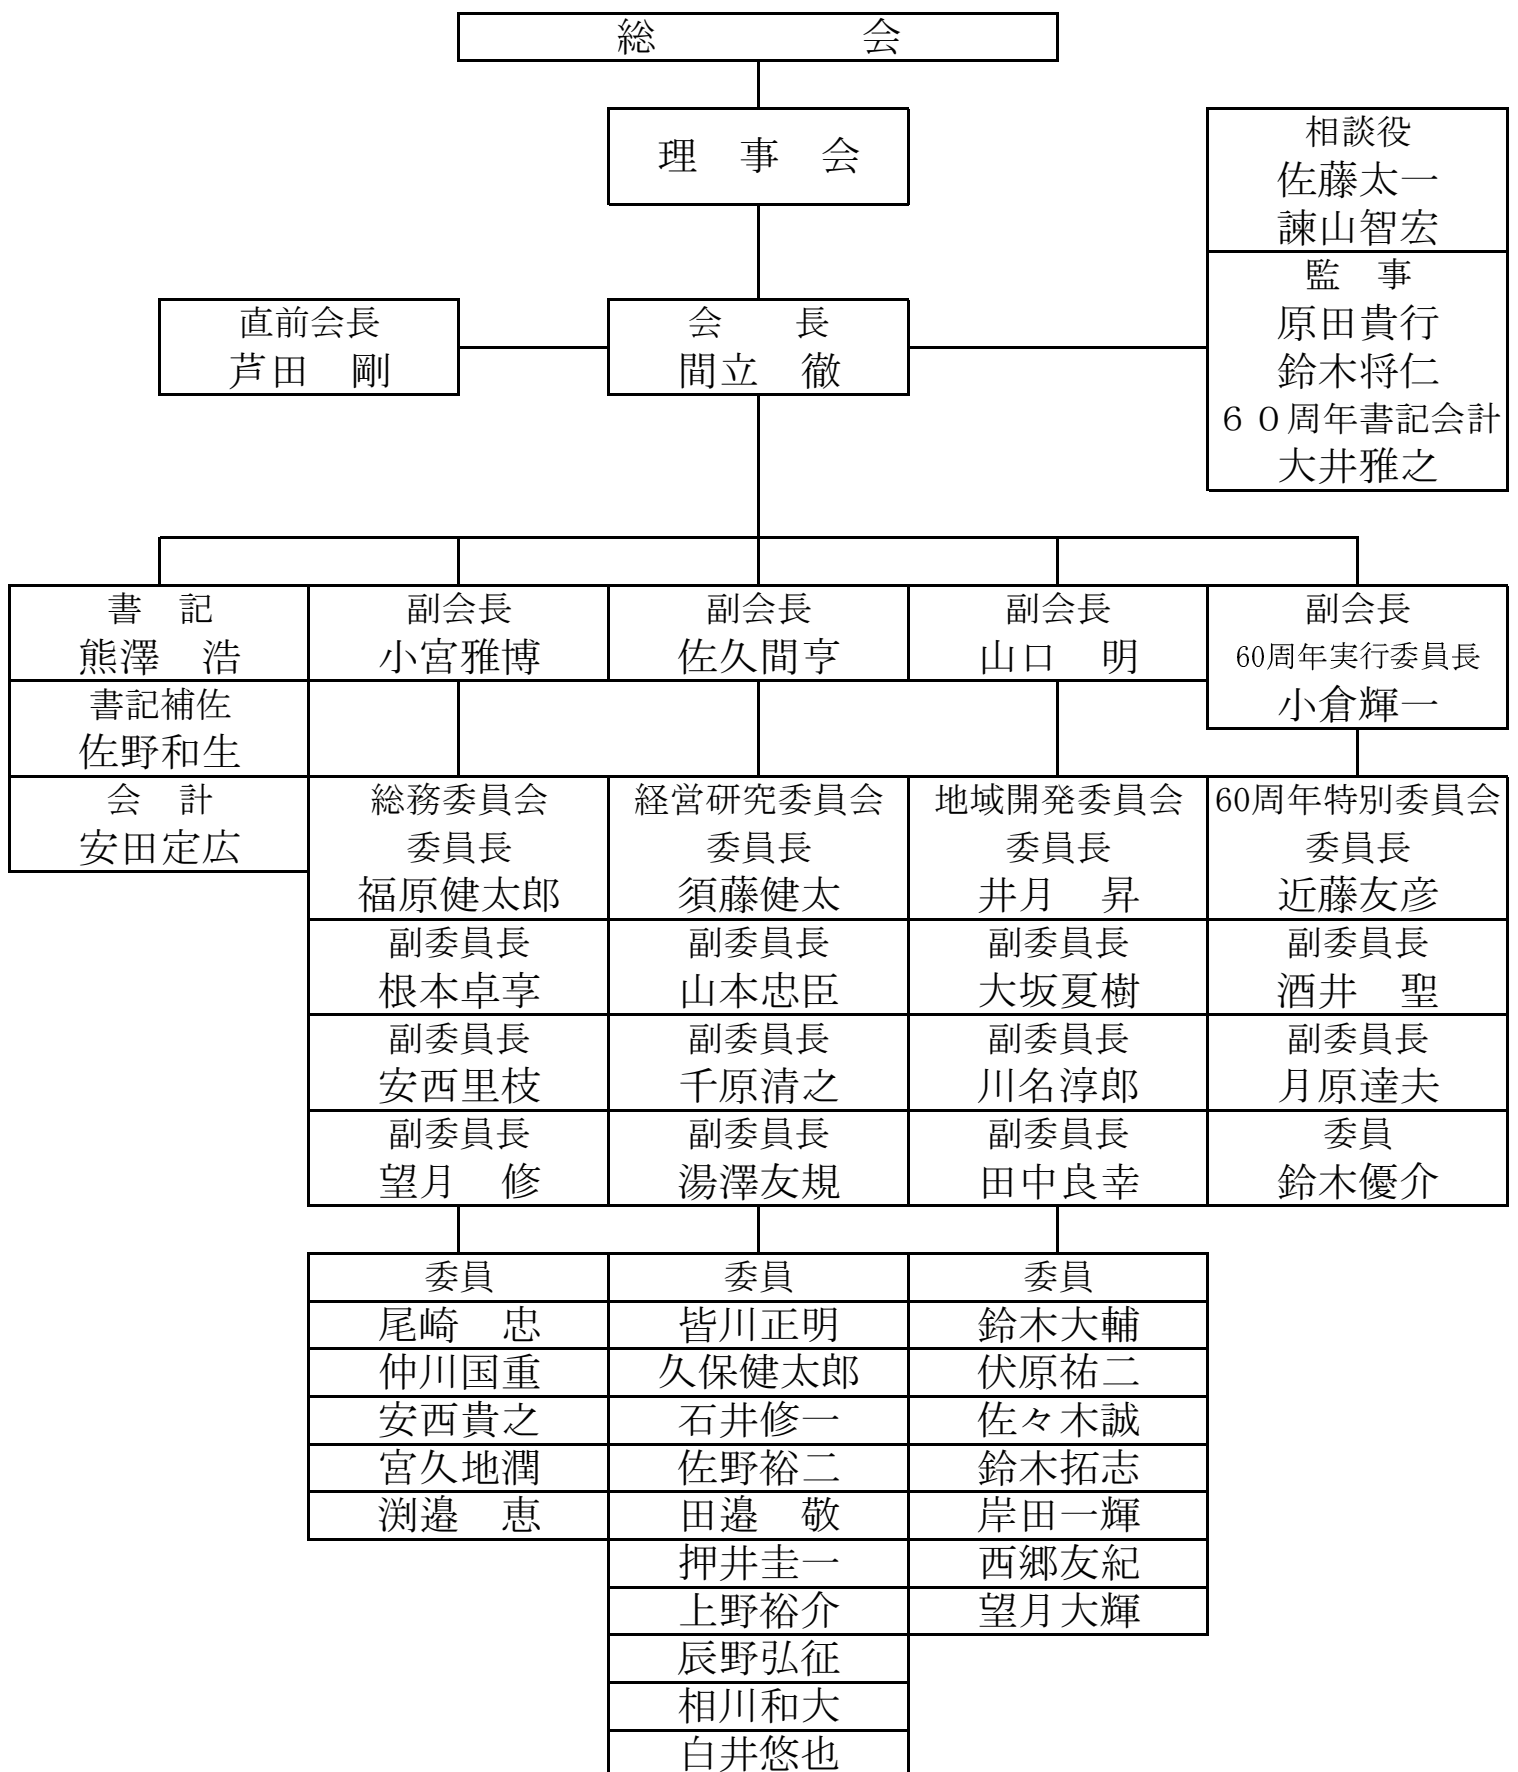 総　　　　　会
理　事　会
相談役
佐藤太一
諫山智宏
監　事
原田貴行
鈴木将仁
６０周年書記会計
大井雅之
直前会長
芦田　剛
会　　長
間立　徹
書　記
熊澤　浩
書記補佐
佐野和生
会　計
安田定広
副会長
小宮雅博
副会長
佐久間亨
副会長
山口　明
副会長
60周年実行委員長
小倉輝一
総務委員会
委員長
福原健太郎
副委員長
根本卓享
副委員長
安西里枝
副委員長
望月　修
経営研究委員会
委員長
須藤健太
副委員長
山本忠臣
副委員長
千原清之
副委員長
湯澤友規
地域開発委員会
委員長
井月　昇
副委員長
大坂夏樹
副委員長
川名淳郎
副委員長
田中良幸
60周年特別委員会
委員長
近藤友彦
副委員長
酒井　聖
副委員長
月原達夫
委員
鈴木優介
委員
尾崎　忠
仲川国重
安西貴之
宮久地潤
渕邉　恵
委員
皆川正明
久保健太郎
石井修一
佐野裕二
田邉　敬
押井圭一
上野裕介
辰野弘征
相川和大
白井悠也
委員
鈴木大輔
伏原祐二
佐々木誠
鈴木拓志
岸田一輝
西郷友紀
望月大輝